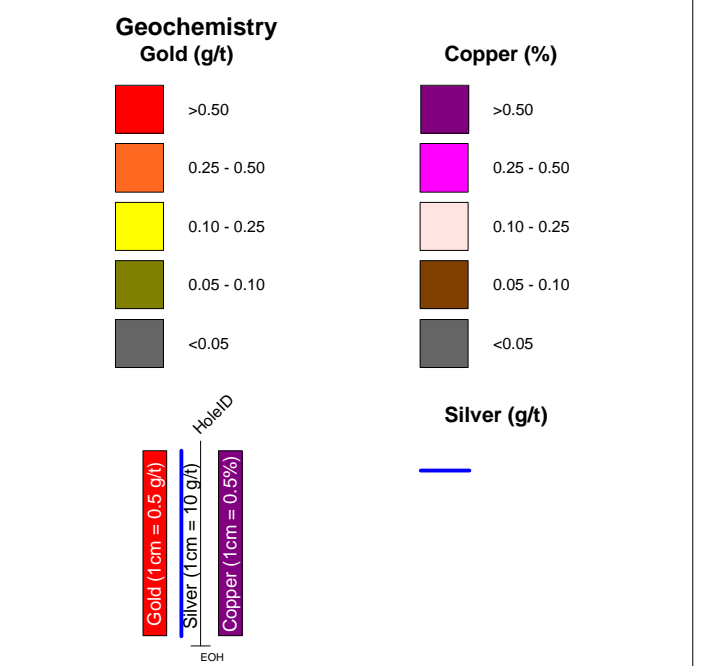 Geochemistry
Gold (g/t)
>0.50
0.25 - 0.50
0.10 - 0.25
0.05 - 0.10
<0.05
Copper (%)
>0.50
0.25 - 0.50
0.10 - 0.25
0.05 - 0.10
<0.05
HoleID
Gold (1cm = 0.5 g/t)
Silver (1cm = 10 g/t)
Copper (1cm = 0.5%)
EOH
Silver (g/t)